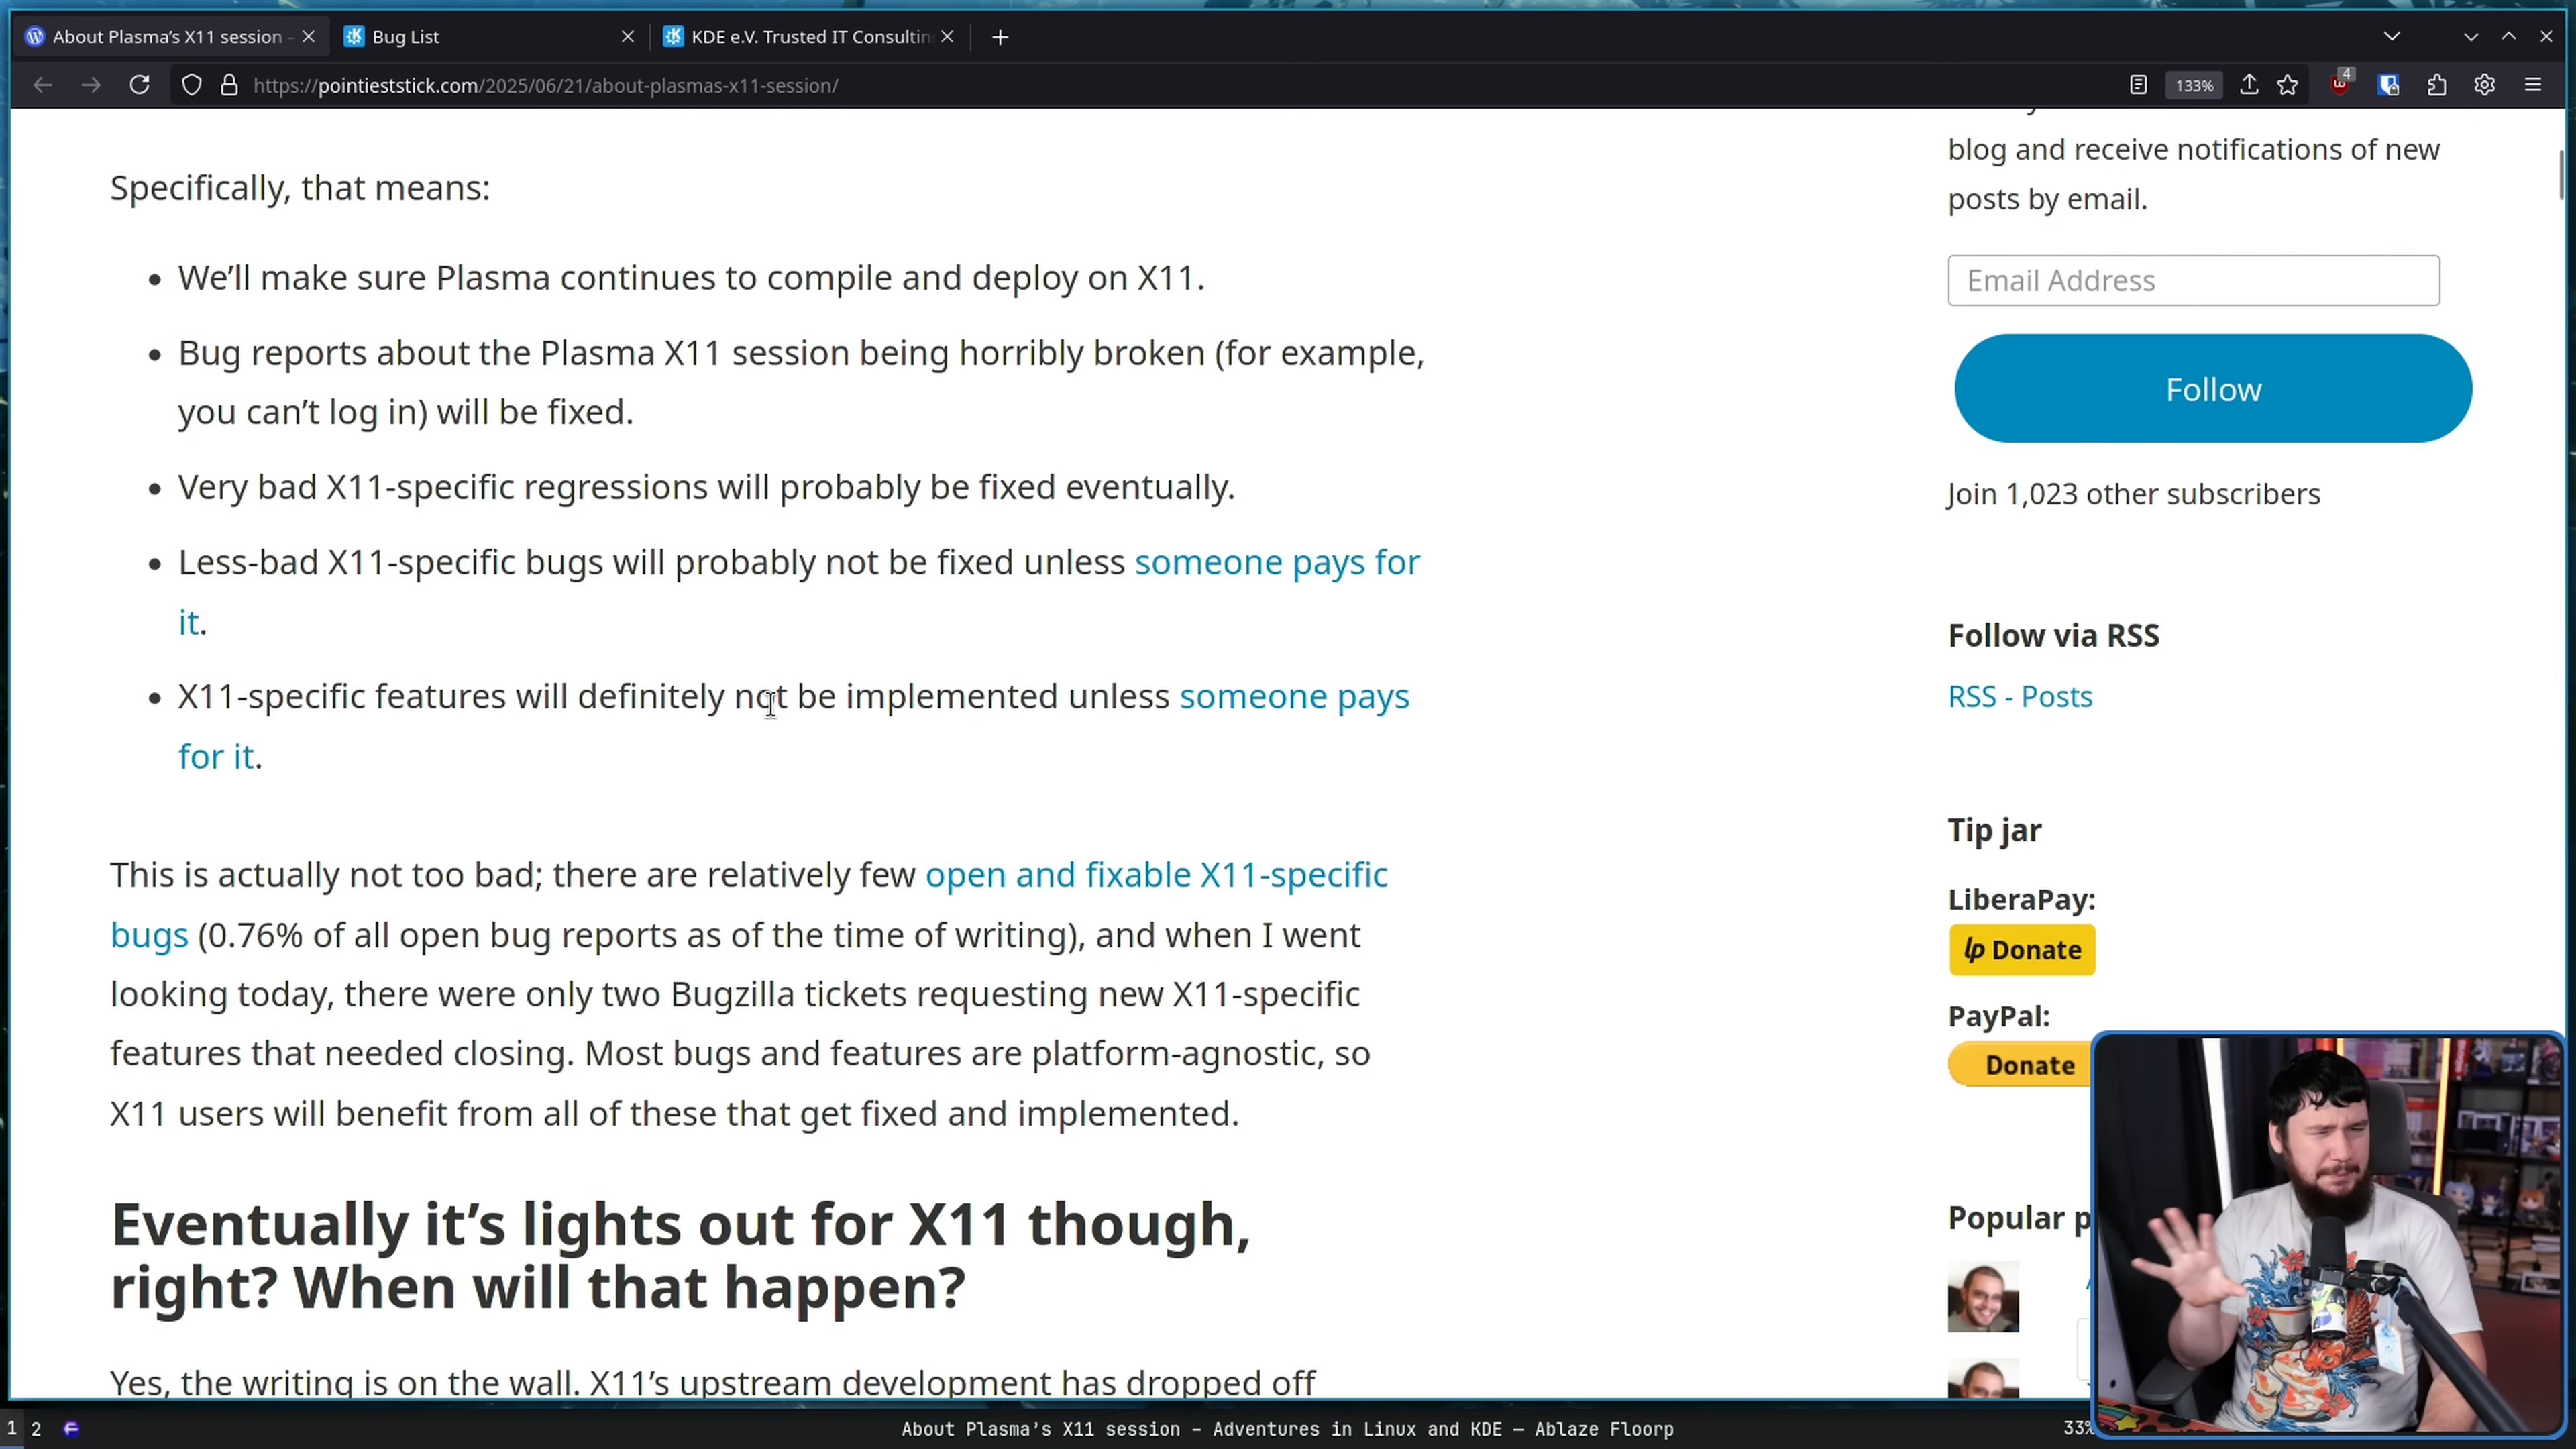 About Plasma’s X11 session -
Bug List
KDE e.V. Trusted IT Consultin
https://pointieststick.com/2025/06/21/about-plasmas-x11-session/
133%
4
Specifically, that means:
• We’ll make sure Plasma continues to compile and deploy on X11.
• Bug reports about the Plasma X11 session being horribly broken (for example,
you can’t log in) will be fixed.
• Very bad X11-specific regressions will probably be fixed eventually.
• Less-bad X11-specific bugs will probably not be fixed unless someone pays for
it.
• X11-specific features will definitely not be implemented unless someone pays
for it.
This is actually not too bad; there are relatively few open and fixable X11-specific
bugs (0.76% of all open bug reports as of the time of writing), and when I went
looking today, there were only two Bugzilla tickets requesting new X11-specific
features that needed closing. Most bugs and features are platform-agnostic, so
X11 users will benefit from all of these that get fixed and implemented.
Eventually it’s lights out for X11 though,
right? When will that happen?
Yes, the writing is on the wall. X11’s upstream development has dropped off
blog and receive notifications of new
posts by email.
Email Address
Follow
Join 1,023 other subscribers
Follow via RSS
RSS - Posts
Tip jar
LiberaPay:
lp Donate
PayPal:
Donate
Popular p
1 2
About Plasma’s X11 session – Adventures in Linux and KDE — Ablaze Floorp
33%